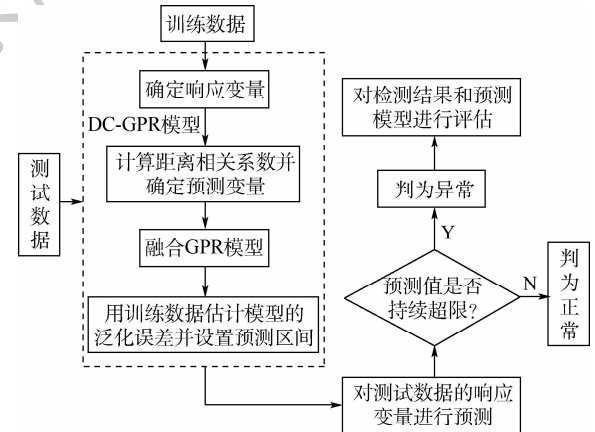 训练数据
确定响应变量
DC-GPR模型
计算距离相关系数并
确定预测变量
测试数据
融合GPR模型
用训练数据估计模型的
泛化误差并设置预测区间
对检测结果和预测
模型进行评估
判为异常
Y
预测值是否
持续超限?
N
判为正常
对测试数据的响应
变量进行预测